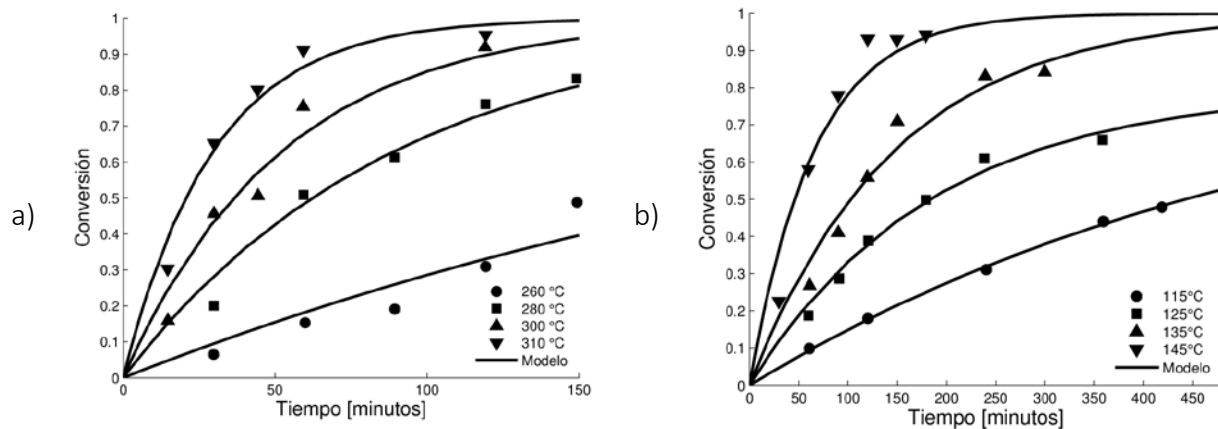 a)
Conversión
1
0.9
0.8
0.7
0.6
0.5
0.4
0.3
0.2
0.1
0
0
50
100
150
Tiempo [minutos]
260 °C
280 °C
300 °C
310 °C
Modelo
b)
Conversión
1
0.9
0.8
0.7
0.6
0.5
0.4
0.3
0.2
0.1
0
0
50
100
150
200
250
300
350
400
450
Tiempo [minutos]
115°C
125°C
135°C
145°C
Modelo